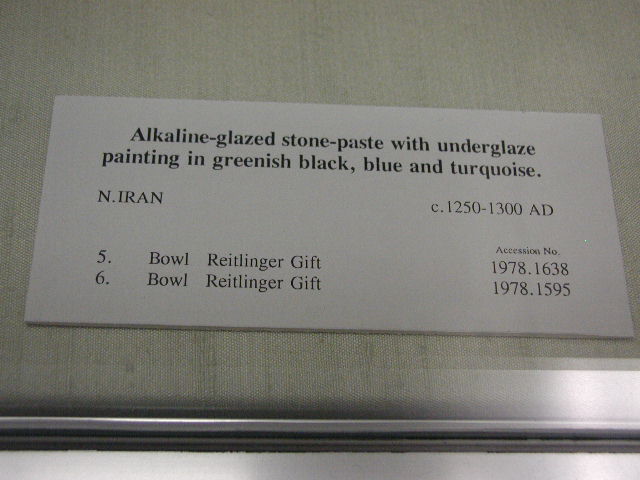 Alkaline-glazed stone-paste with underglaze
painting in greenish black, blue and turquoise.
N.IRAN c.1250-1300 AD
Accession No.
5. Bowl Reitlinger Gift 1978.1638
6. Bowl Reitlinger Gift 1978.1595